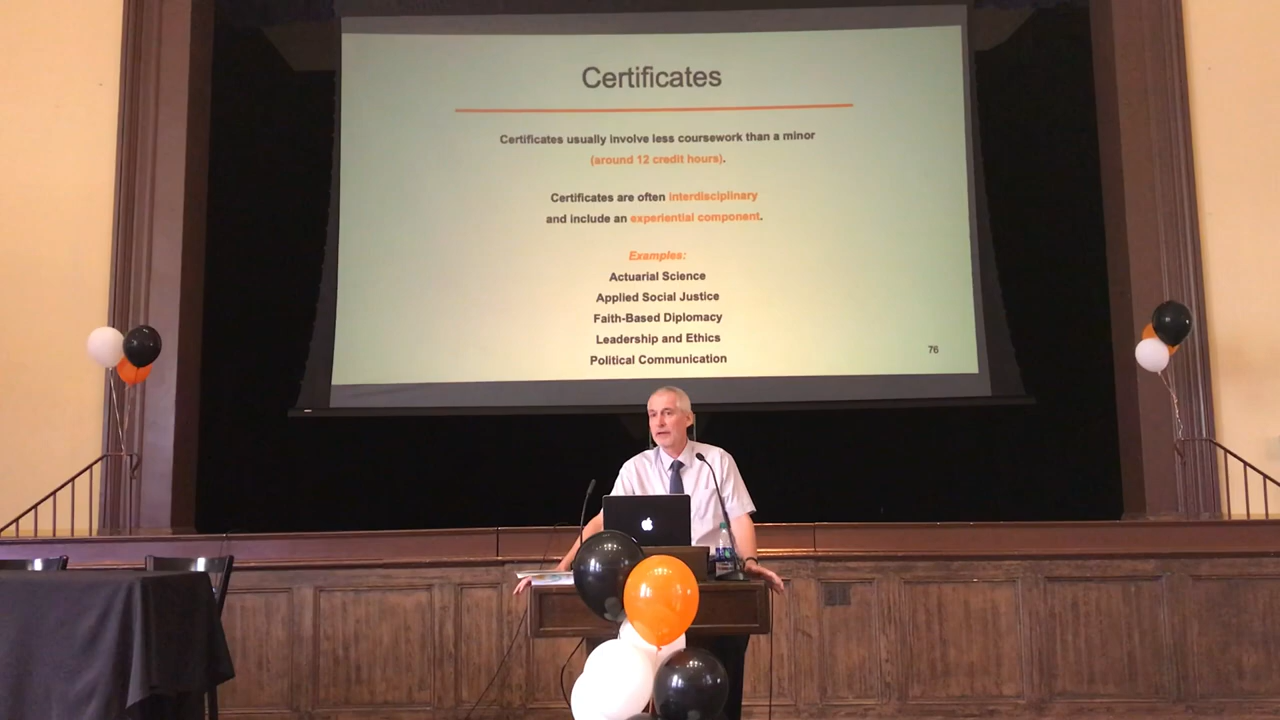 Certificates
Certificates usually involve less coursework than a minor
(around 12 credit hours).
Certificates are often interdisciplinary
and include an experiential component.
Examples:
Actuarial Science
Applied Social Justice
Faith-Based Diplomacy
Leadership and Ethics
Political Communication
76